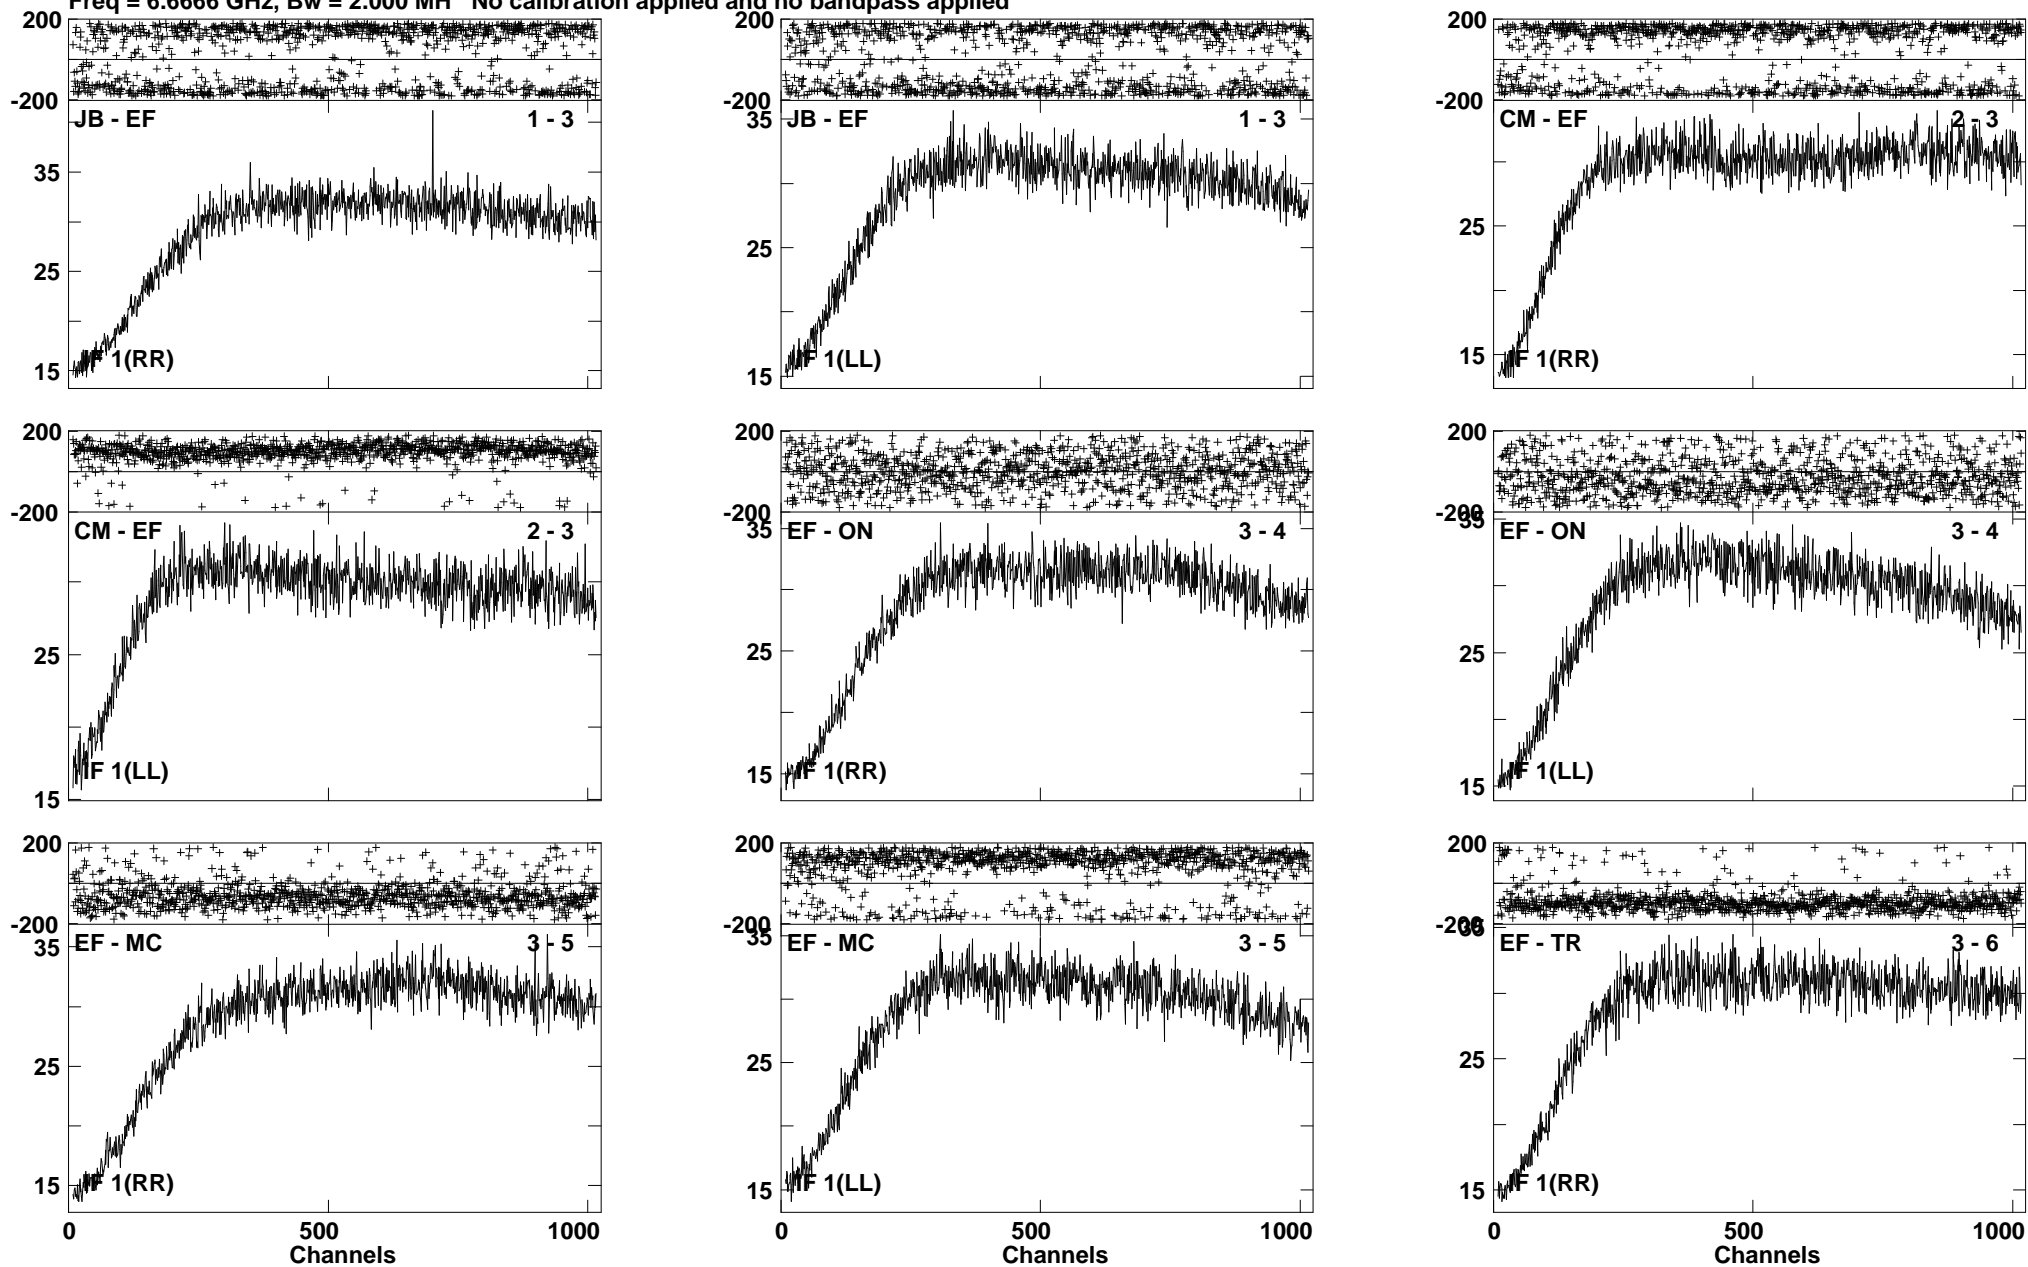 Freq = 6.6666 GHz, Bw = 2.000 MH No calibration applied and no bandpass applied
200
-200
JB - EF 1 - 3
35
25
15
IF 1(RR)
JB - EF 1 - 3
35
25
15
IF 1(LL)
200
-200
200
-200
CM - EF 2 - 3
25
15
IF 1(RR)
200
-200
CM - EF 2 - 3
25
15
IF 1(LL)
200
-200
EF - ON 3 - 4
35
25
15
IF 1(RR)
200
-200
35
EF - ON 3 - 4
25
15
IF 1(LL)
200
-200
EF - MC 3 - 5
35
25
15
IF 1(RR)
0 500 1000
Channels
200
-200
35
EF - MC 3 - 5
25
15
IF 1(LL)
0 500 1000
Channels
200
-200
35
EF - TR 3 - 6
25
15
IF 1(RR)
0 500 1000
Channels